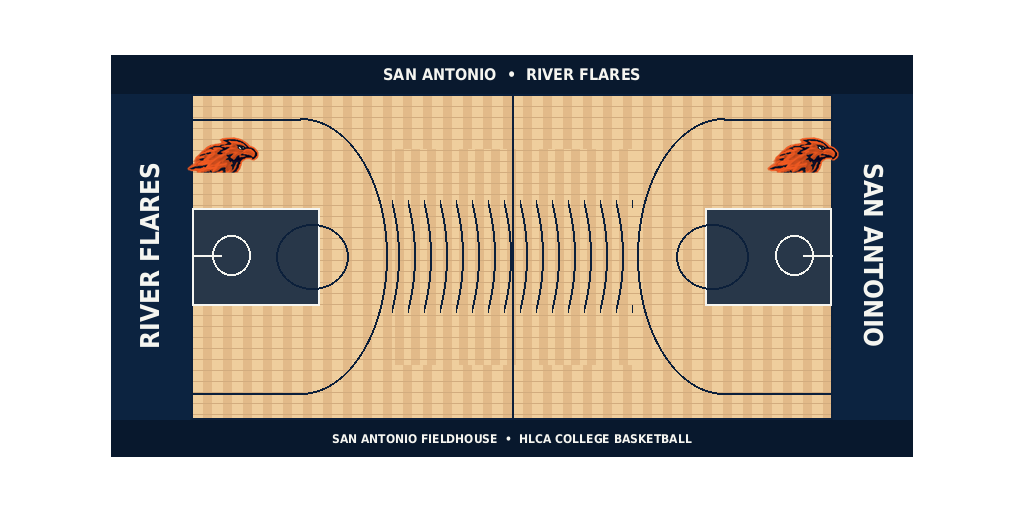 SAN ANTONIO • RIVER FLARES
RIVER FLARES
SAN ANTONIO
SAN ANTONIO FIELDHOUSE • HLCA COLLEGE BASKETBALL